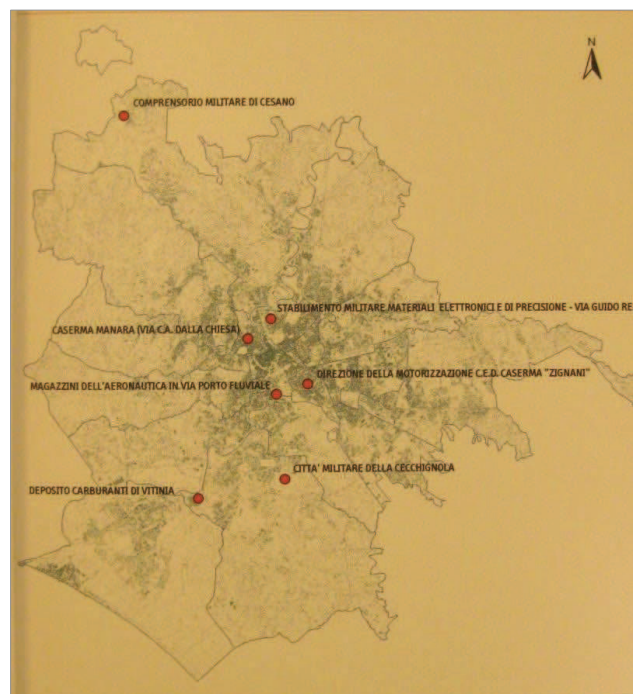 N
COMPRENSORIO MILITARE DI CESANO
STABILIMENTO MILITARE MATERIALI ELETTRONICI E DI PRECISIONE - VIA GUIDO RE
CASERMA MANARA (VIA C.A. DALLA CHIESA)
DIREZIONE DELLA MOTORIZZAZIONE C.E.D. CASERMA "ZIGNANI"
MAGAZZINI DELL'AERONAUTICA IN VIA PORTO FLUVIALE
CITTA' MILITARE DELLA CECCHIGNOLA
DEPOSITO CARBURANTI DI VITINIA